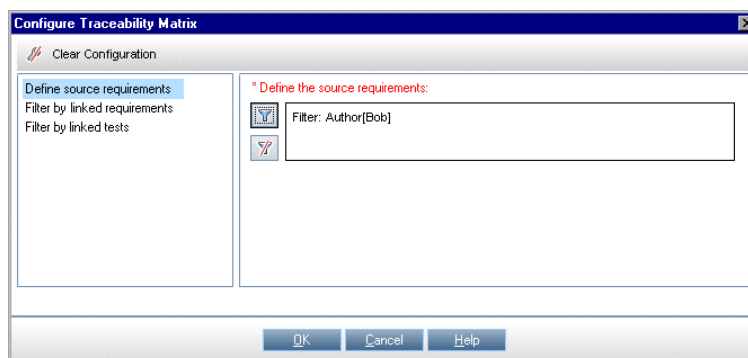 Configure Traceability Matrix
Clear Configuration
Define source requirements
Filter by linked requirements
Filter by linked tests
* Define the source requirements:
Filter: Author[Bob]
OK Cancel Help